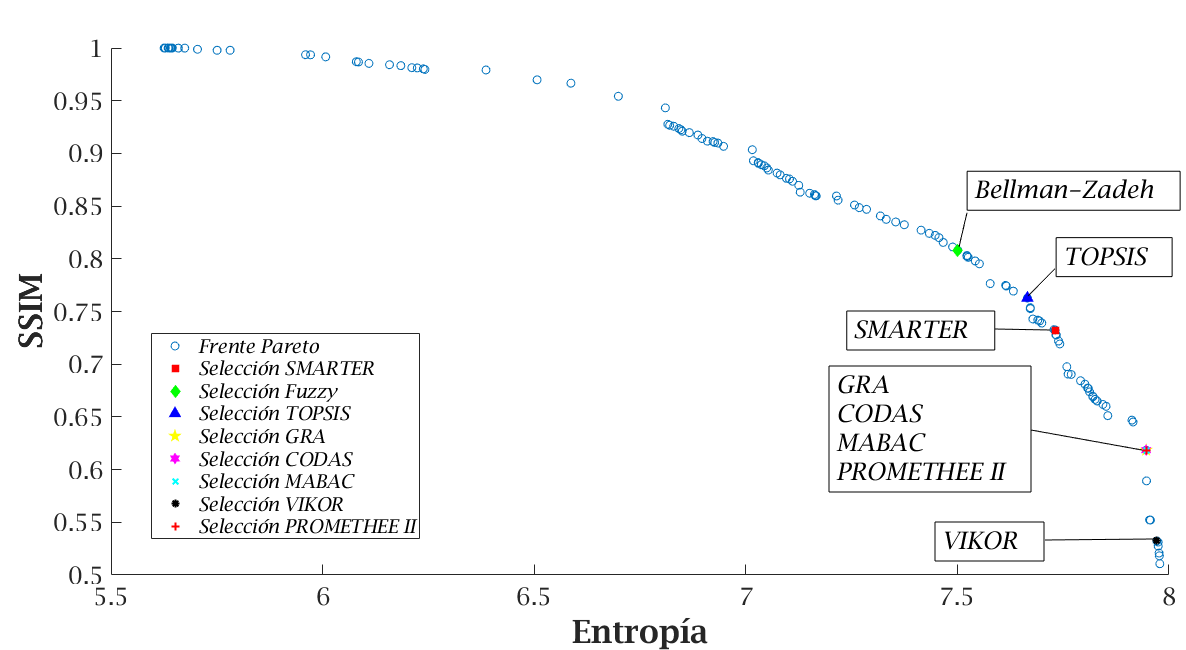 1
0.95
0.9
0.85
0.8
0.75
0.7
0.65
0.6
0.55
0.5
SSIM
5.5
6
6.5
7
7.5
8
Entropía
Bellman-Zadeh
TOPSIS
SMARTER
GRA
CODAS
MABAC
PROMETHEE II
VIKOR
Frente Pareto
Selección SMARTER
Selección Fuzzy
Selección TOPSIS
Selección GRA
Selección CODAS
Selección MABAC
Selección VIKOR
Selección PROMETHEE II